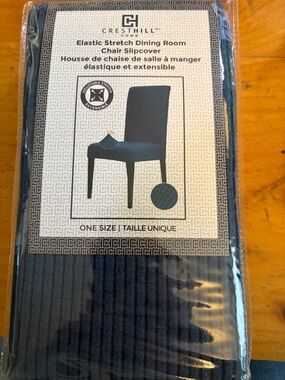 CH
CRESTHILL
HOME
Elastic Stretch Dining Room
Chair Slipcover
Housse de chaise de salle à manger
élastique et extensible
ONE SIZE | TAILLE UNIQUE